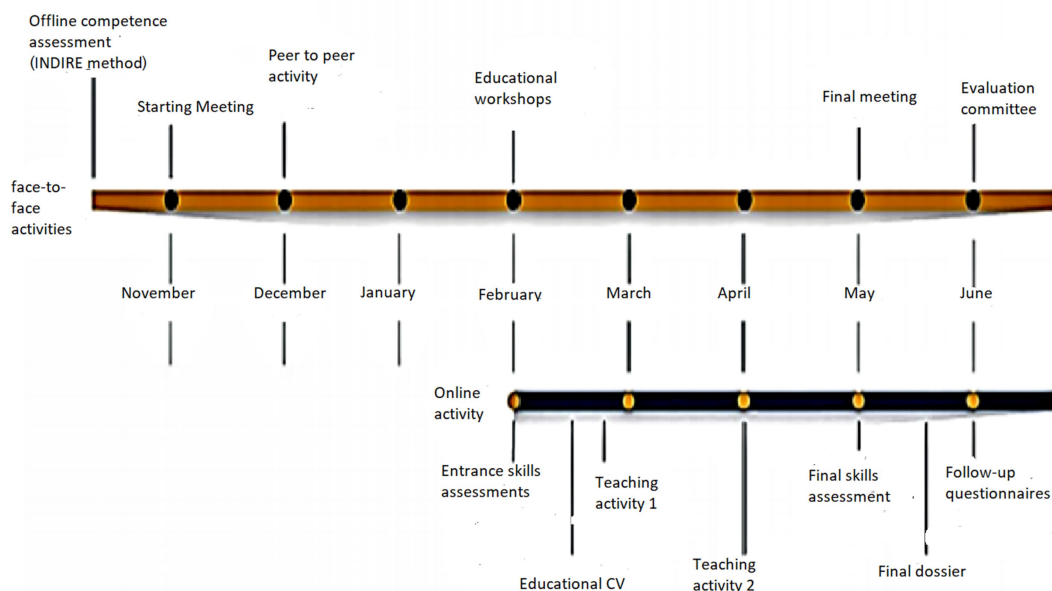 Offline competence
assessment
(INDIRE method)
Starting Meeting
Peer to peer
activity
Educational
workshops
Final meeting
Evaluation
committee
face-to-
face
activities
November
December
January
February
March
April
May
June
Online
activity
Entrance skills
assessments
Teaching
activity 1
Final skills
assessment
Follow-up
questionnaires
Educational CV
Teaching
activity 2
Final dossier